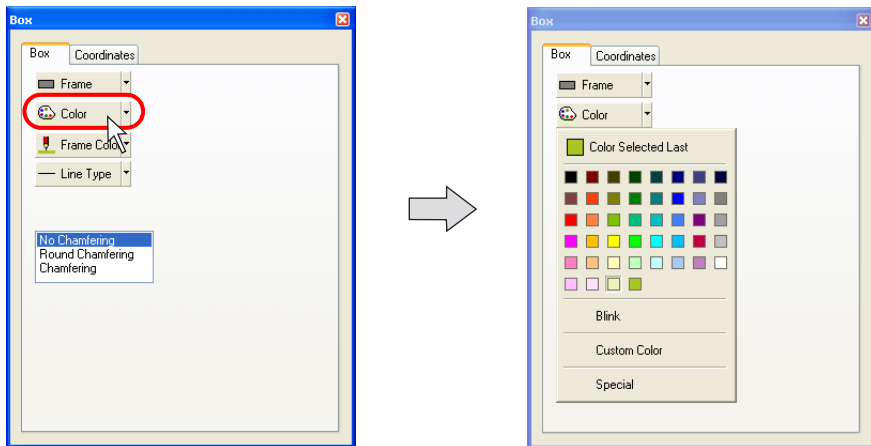 Box
Box Coordinates
Frame
Color
Frame Color
Line Type
No Chamfering
Round Chamfering
Chamfering
Box
Box Coordinates
Frame
Color
Color Selected Last
Blink
Custom Color
Special